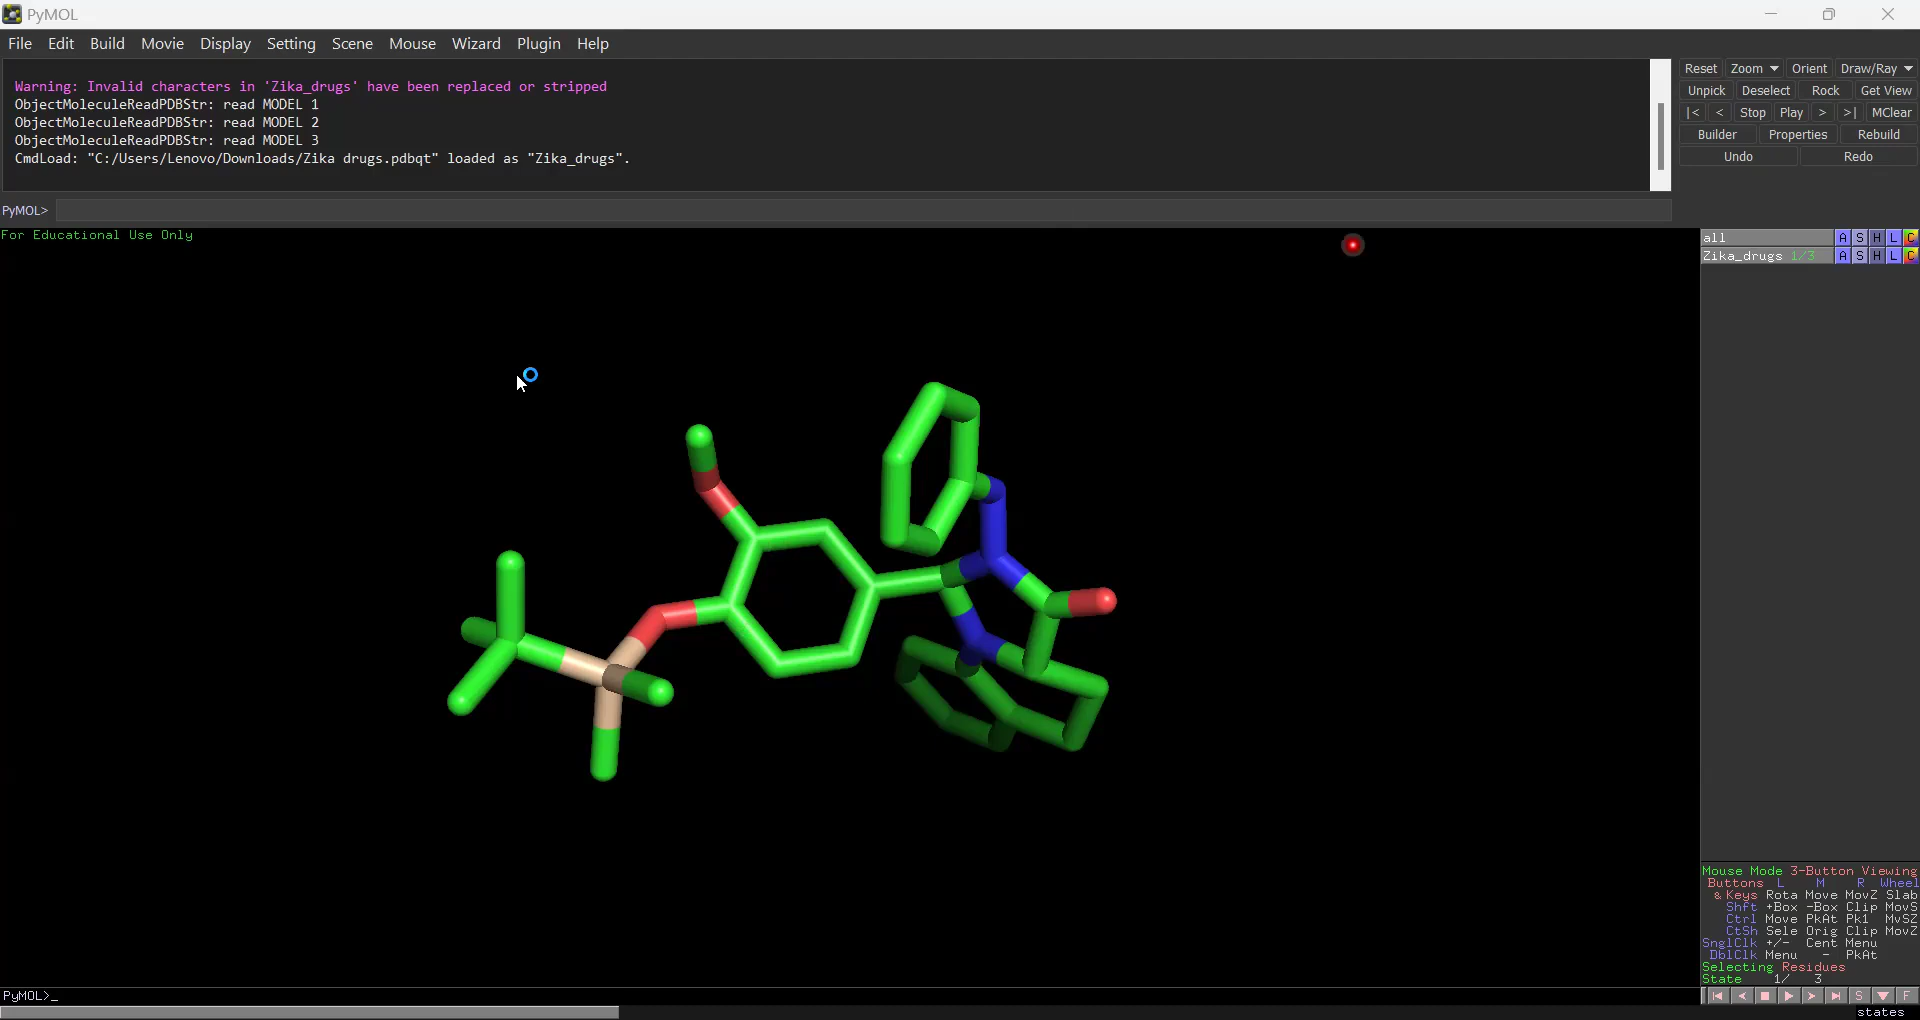 PyMOL
File Edit Build Movie Display Setting Scene Mouse Wizard Plugin Help
Warning: Invalid characters in 'Zika_drugs' have been replaced or stripped
ObjectMoleculeReadPDBStr: read MODEL 1
ObjectMoleculeReadPDBStr: read MODEL 2
ObjectMoleculeReadPDBStr: read MODEL 3
CmdLoad: "C:/Users/Lenovo/Downloads/Zika drugs.pdbqt" loaded as "Zika_drugs".
Reset Zoom Orient Draw/Ray
Unpick Deselect Rock Get View
|< < Stop Play > >| MClear
Builder Properties Rebuild
Undo Redo
PyMOL>
For Educational Use Only
all A S H L C
Zika_drugs 1/3 A S H L C
Mouse Mode 3-Button Viewing
Buttons L M R Wheel
& Keys Rota Move MovZ Slab
Shft +Box -Box Clip MovS
Ctrl Move PkAt Pk1 MvSZ
CtSh Sele Orig Clip MovZ
SnglClk +/- Cent Menu
DblClk Menu - PkAt
Selecting Residues
State 1/ 3
PyMOL>_
S F
states